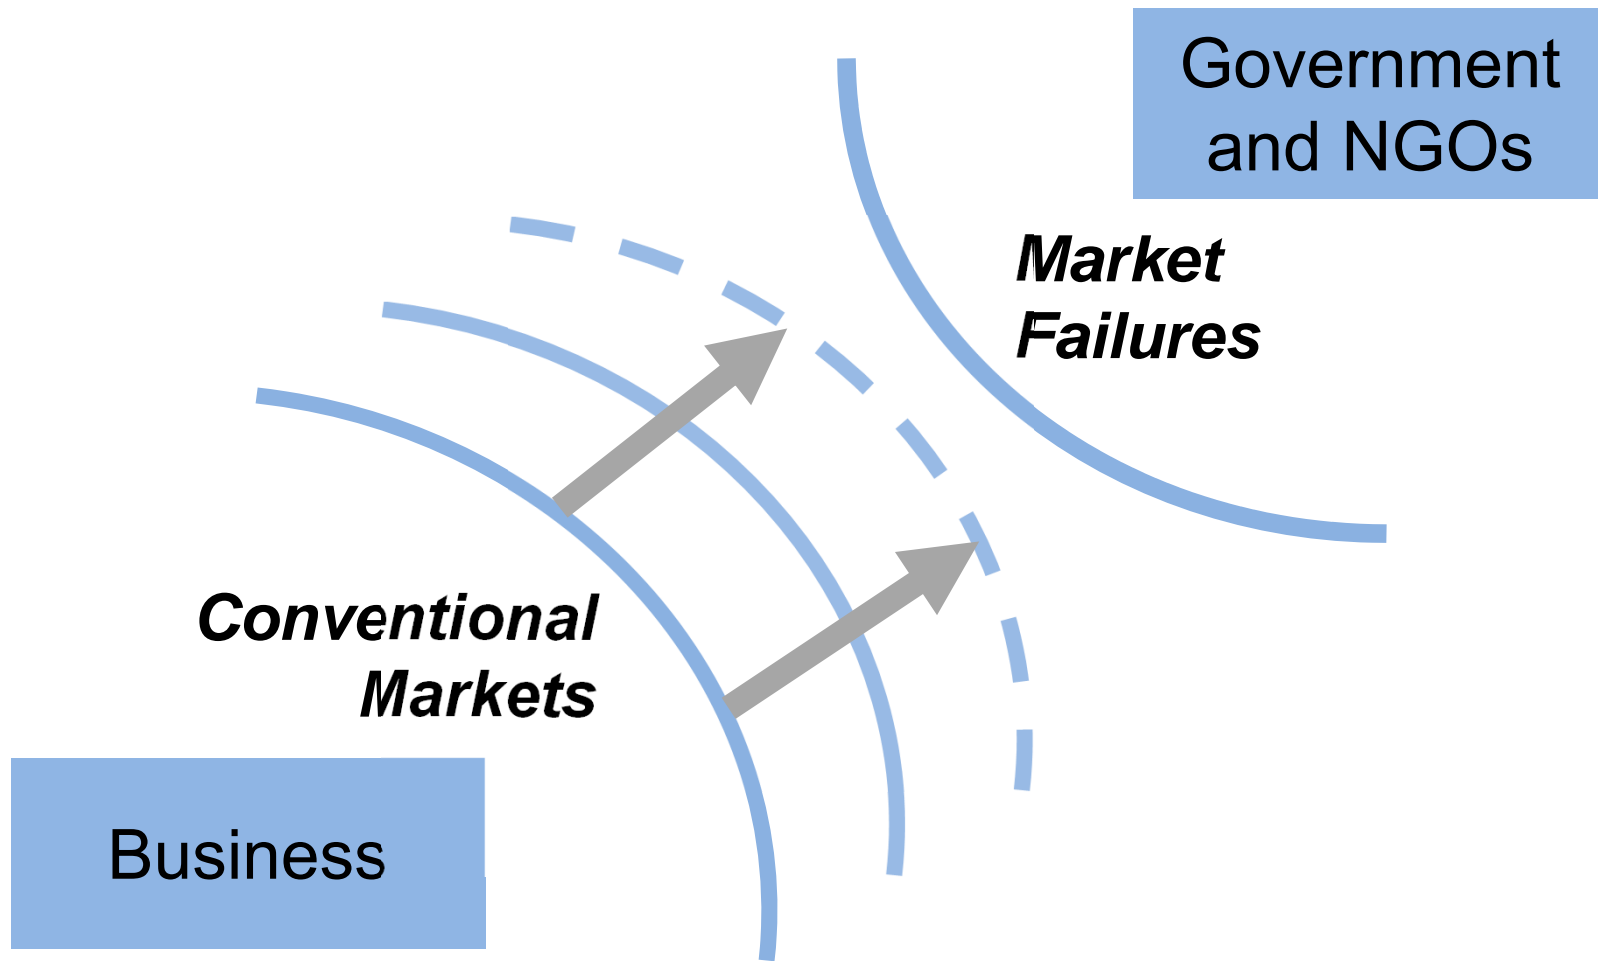 Government
and NGOs
Market
Failures
Conventional
Markets
Business